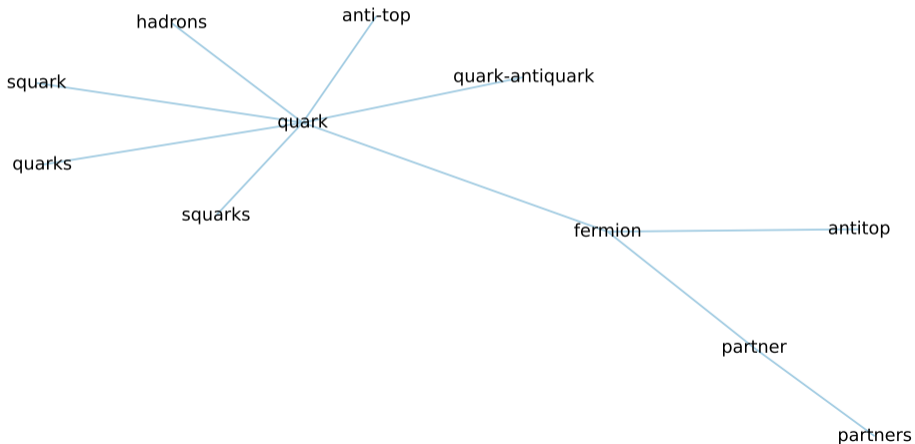 anti-top
hadrons
quark-antiquark
squark
quark
quarks
squarks
fermion
antitop
partner
partners